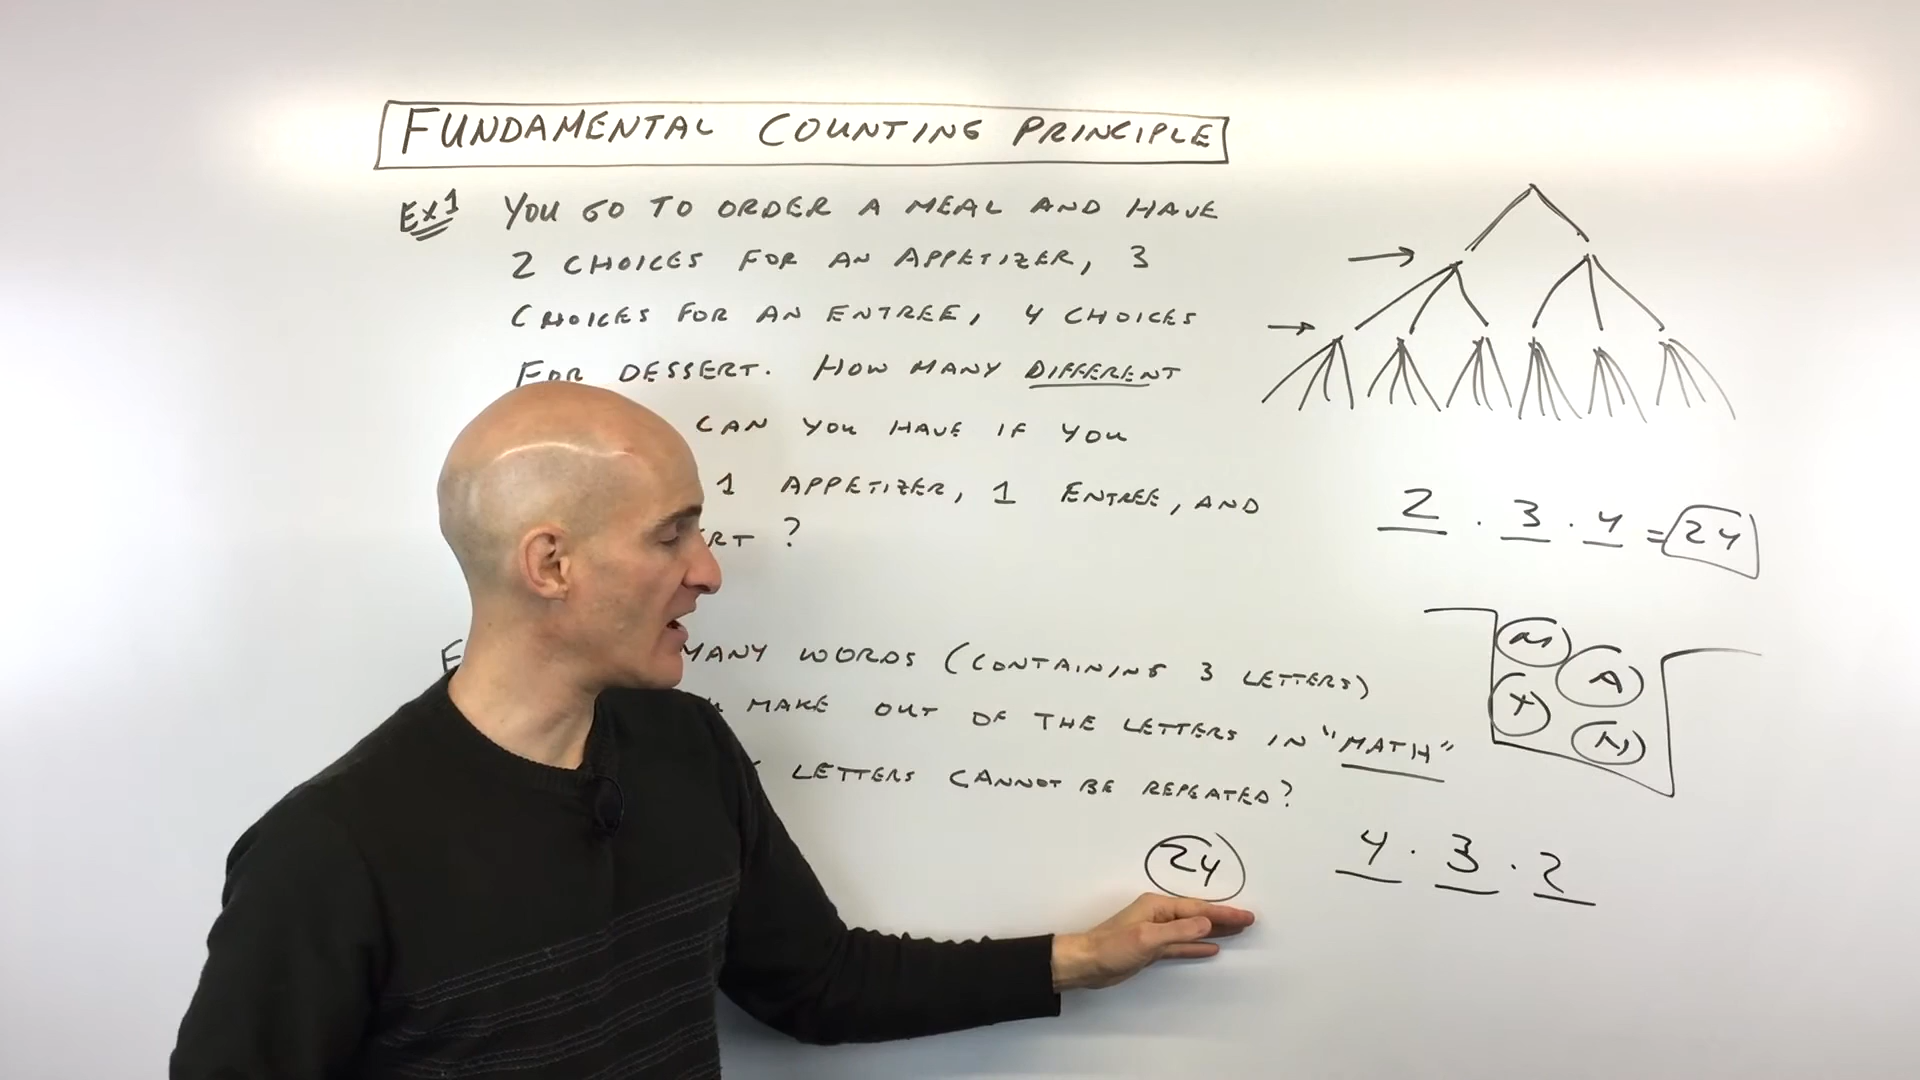 FUNDAMENTAL COUNTING PRINCIPLE
Ex1 YOU GO TO ORDER A MEAL AND HAVE
2 CHOICES FOR AN APPETIZER, 3
CHOICES FOR AN ENTREE, 4 CHOICES
FOR DESSERT. HOW MANY DIFFERENT
CAN YOU HAVE IF YOU
1 APPETIZER, 1 ENTREE, AND
RT ?
2 · 3 · 4 = 24
M
A
T
H
E MANY WORDS (CONTAINING 3 LETTERS)
MAKE OUT OF THE LETTERS IN "MATH"
LETTERS CANNOT BE REPEATED?
24 4 · 3 · 2